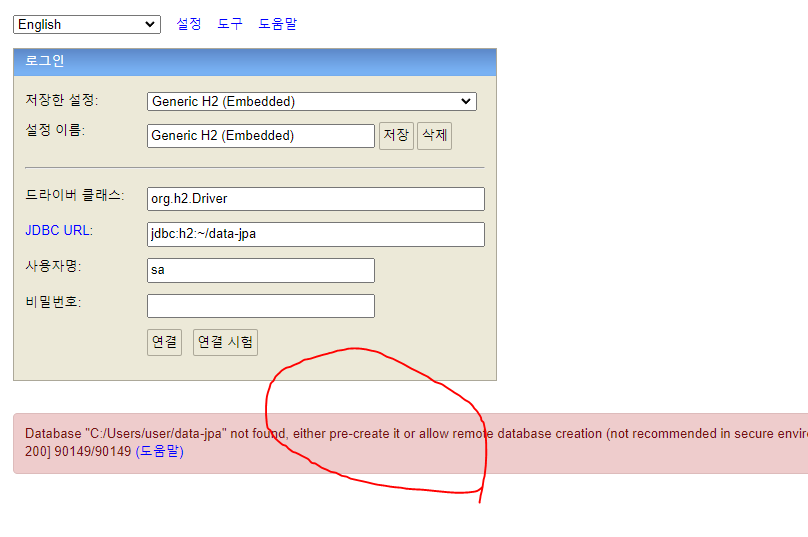 English 설정 도구 도움말
로그인
저장한 설정: Generic H2 (Embedded)
설정 이름: Generic H2 (Embedded) 저장 삭제
드라이버 클래스: org.h2.Driver
JDBC URL: jdbc:h2:~/data-jpa
사용자명: sa
비밀번호:
연결 연결 시험
Database "C:/Users/user/data-jpa" not found, either pre-create it or allow remote database creation (not recommended in secure
200] 90149/90149 (도움말)